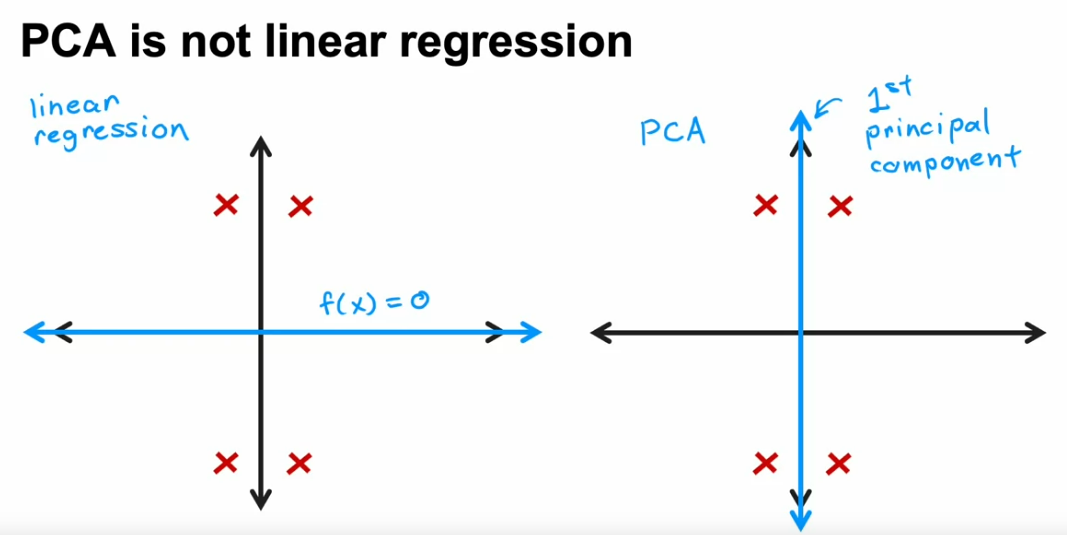 PCA is not linear regression
linear
regression
f(x) = 0
PCA
1st
principal
component